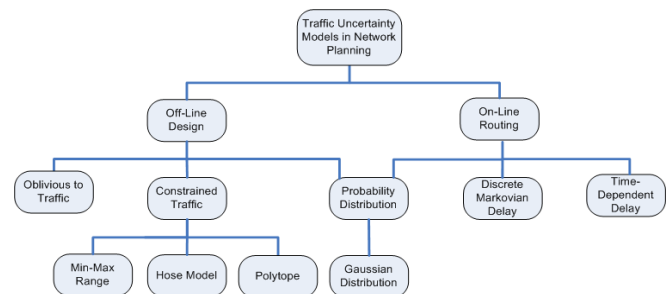 Traffic Uncertainty
Models in Network
Planning
Off-Line
Design
On-Line
Routing
Oblivious to
Traffic
Constrained
Traffic
Probability
Distribution
Discrete
Markovian
Delay
Time-
Dependent
Delay
Min-Max
Range
Hose Model
Polytope
Gaussian
Distribution